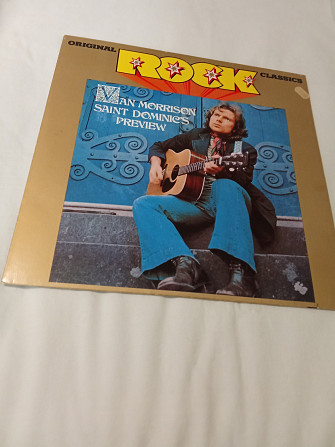 ORIGINAL ROCK CLASSICS
VAN MORRISON
SAINT DOMINIC'S
PREVIEW